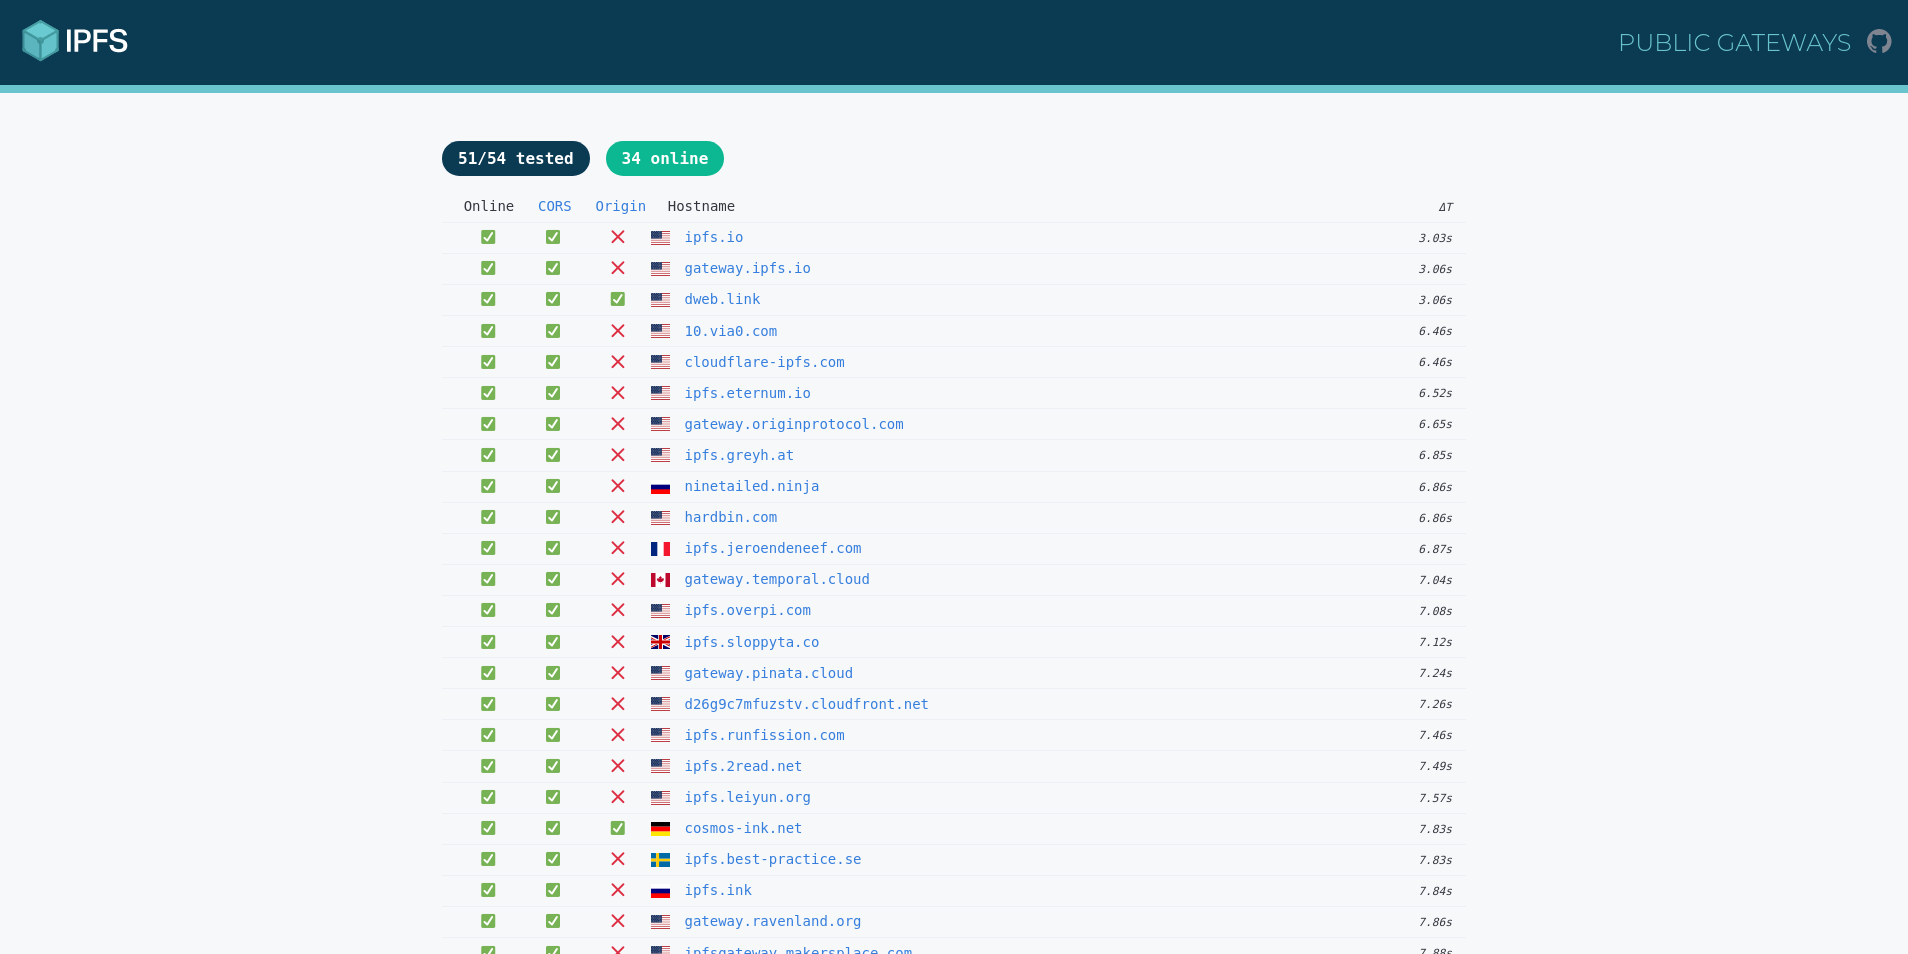 IPFS
PUBLIC GATEWAYS
51/54 tested 34 online
Online CORS Origin Hostname ΔT
ipfs.io 3.03s
gateway.ipfs.io 3.06s
dweb.link 3.06s
10.via0.com 6.46s
cloudflare-ipfs.com 6.46s
ipfs.eternum.io 6.52s
gateway.originprotocol.com 6.65s
ipfs.greyh.at 6.85s
ninetailed.ninja 6.86s
hardbin.com 6.86s
ipfs.jeroendeneef.com 6.87s
gateway.temporal.cloud 7.04s
ipfs.overpi.com 7.08s
ipfs.sloppyta.co 7.12s
gateway.pinata.cloud 7.24s
d26g9c7mfuzstv.cloudfront.net 7.26s
ipfs.runfission.com 7.46s
ipfs.2read.net 7.49s
ipfs.leiyun.org 7.57s
cosmos-ink.net 7.83s
ipfs.best-practice.se 7.83s
ipfs.ink 7.84s
gateway.ravenland.org 7.86s
ipfsgateway.makersplace.com 7.88s